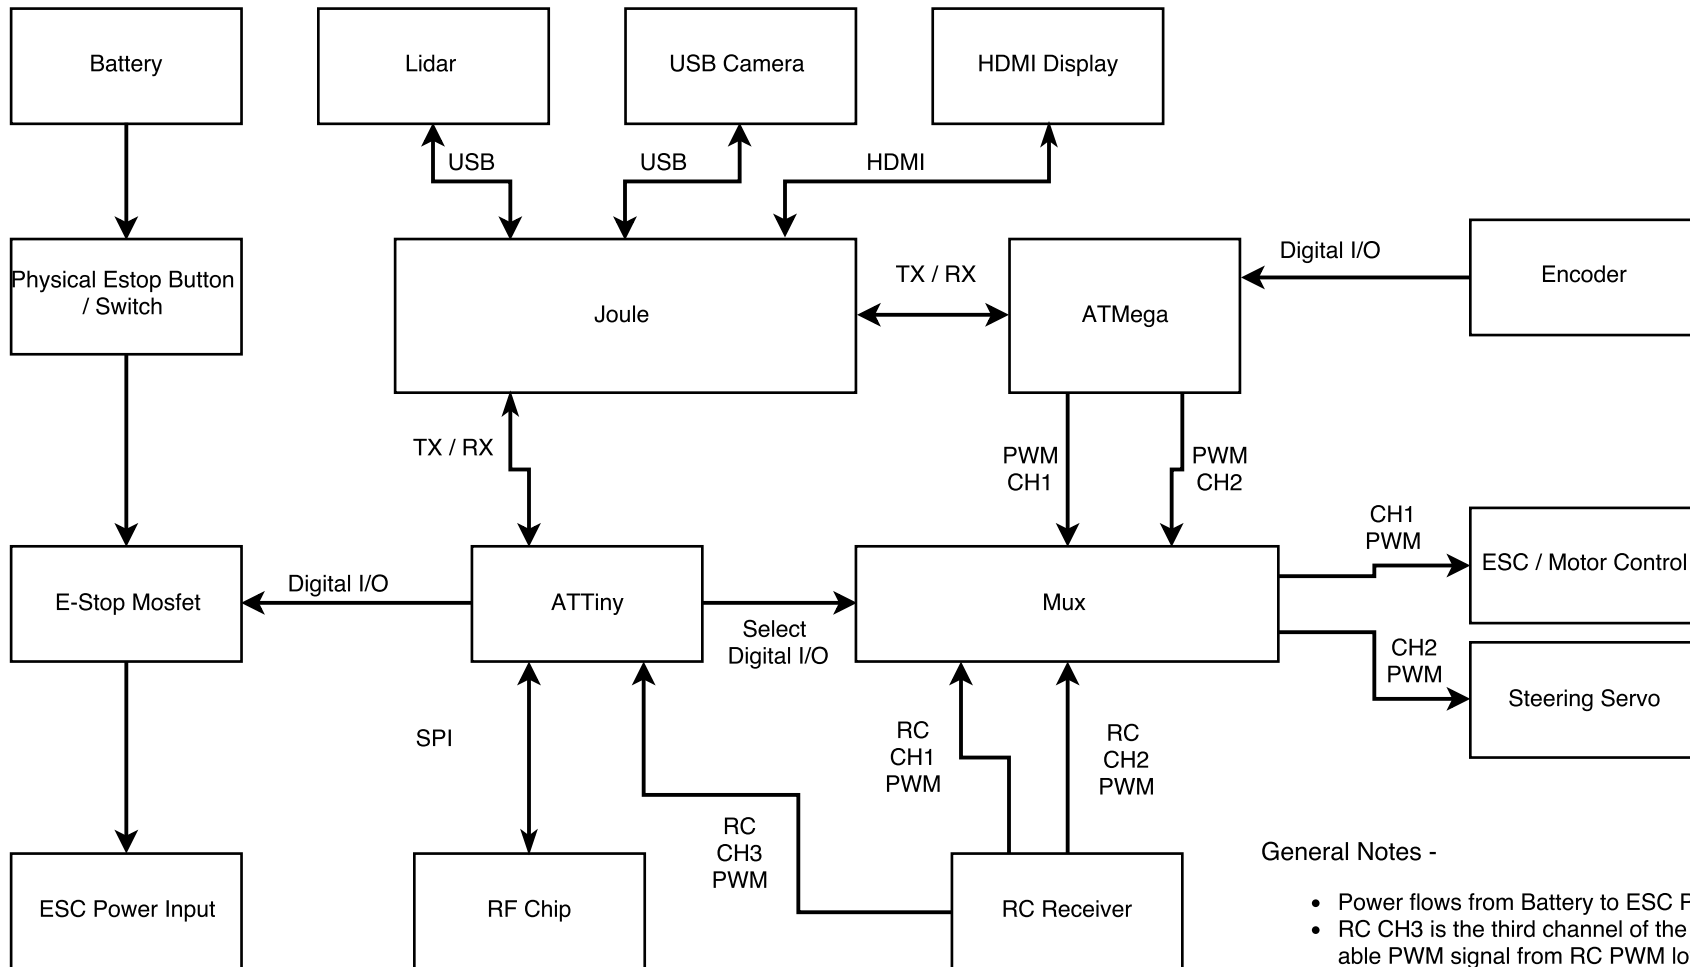 Battery
Lidar
USB Camera
HDMI Display
USB
USB
HDMI
Physical Estop Button
/ Switch
Joule
TX / RX
ATMega
Digital I/O
Encoder
TX / RX
PWM
CH1
PWM
CH2
CH1
PWM
E-Stop Mosfet
Digital I/O
ATTiny
Select
Digital I/O
Mux
ESC / Motor Control
CH2
PWM
Steering Servo
SPI
RC
CH3
PWM
RC
CH1
PWM
RC
CH2
PWM
ESC Power Input
RF Chip
RC Receiver
General Notes -
• Power flows from Battery to ESC
• RC CH3 is the third channel of the
able PWM signal from RC PWM